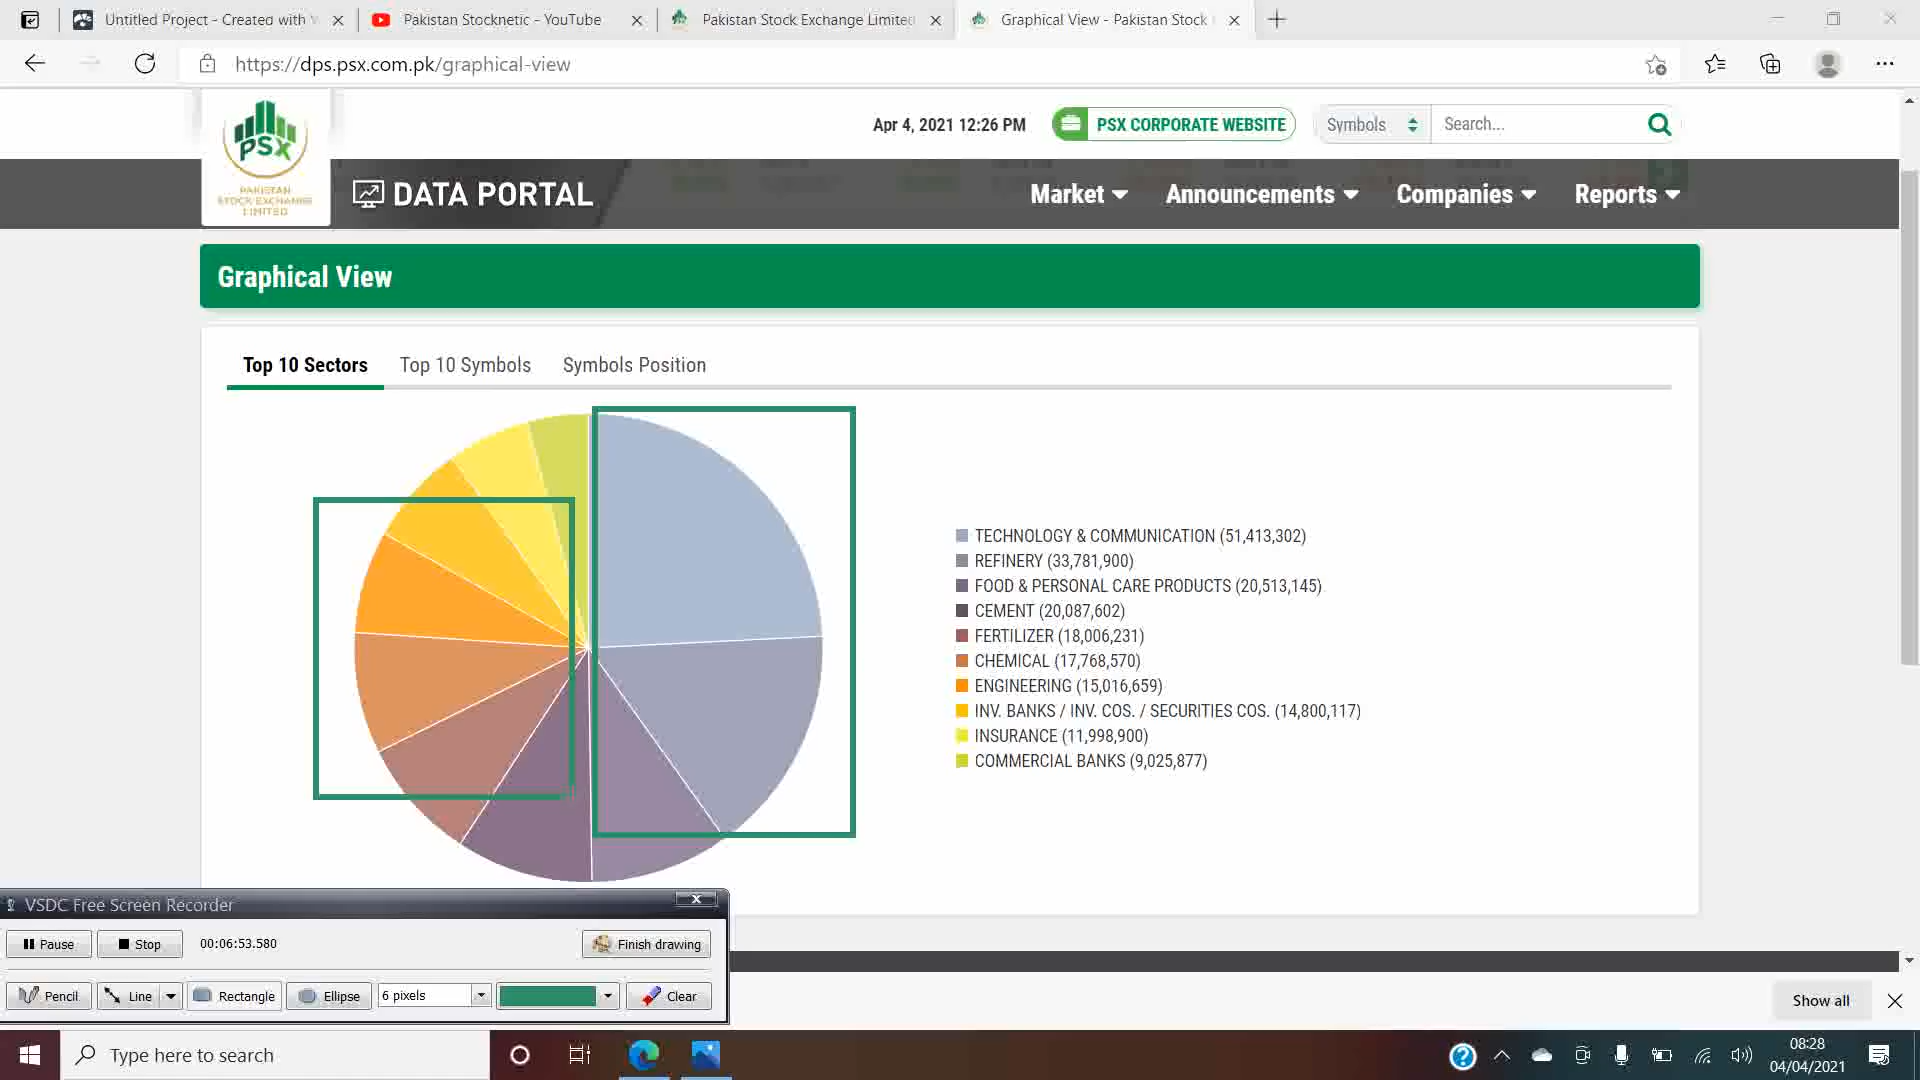 Untitled Project - Created with
Pakistan Stocknetic - YouTube
Pakistan Stock Exchange Limited
Graphical View - Pakistan Stock
https://dps.psx.com.pk/graphical-view
PSX
PAKISTAN
STOCK EXCHANGE
LIMITED
Apr 4, 2021 12:26 PM
PSX CORPORATE WEBSITE
Symbols
Search...
DATA PORTAL
Market
Announcements
Companies
Reports
Graphical View
Top 10 Sectors
Top 10 Symbols
Symbols Position
TECHNOLOGY & COMMUNICATION (51,413,302)
REFINERY (33,781,900)
FOOD & PERSONAL CARE PRODUCTS (20,513,145)
CEMENT (20,087,602)
FERTILIZER (18,006,231)
CHEMICAL (17,768,570)
ENGINEERING (15,016,659)
INV. BANKS / INV. COS. / SECURITIES COS. (14,800,117)
INSURANCE (11,998,900)
COMMERCIAL BANKS (9,025,877)
VSDC Free Screen Recorder
Pause
Stop
00:06:53.580
Finish drawing
Pencil
Line
Rectangle
Ellipse
6 pixels
Clear
Show all
Type here to search
08:28
04/04/2021